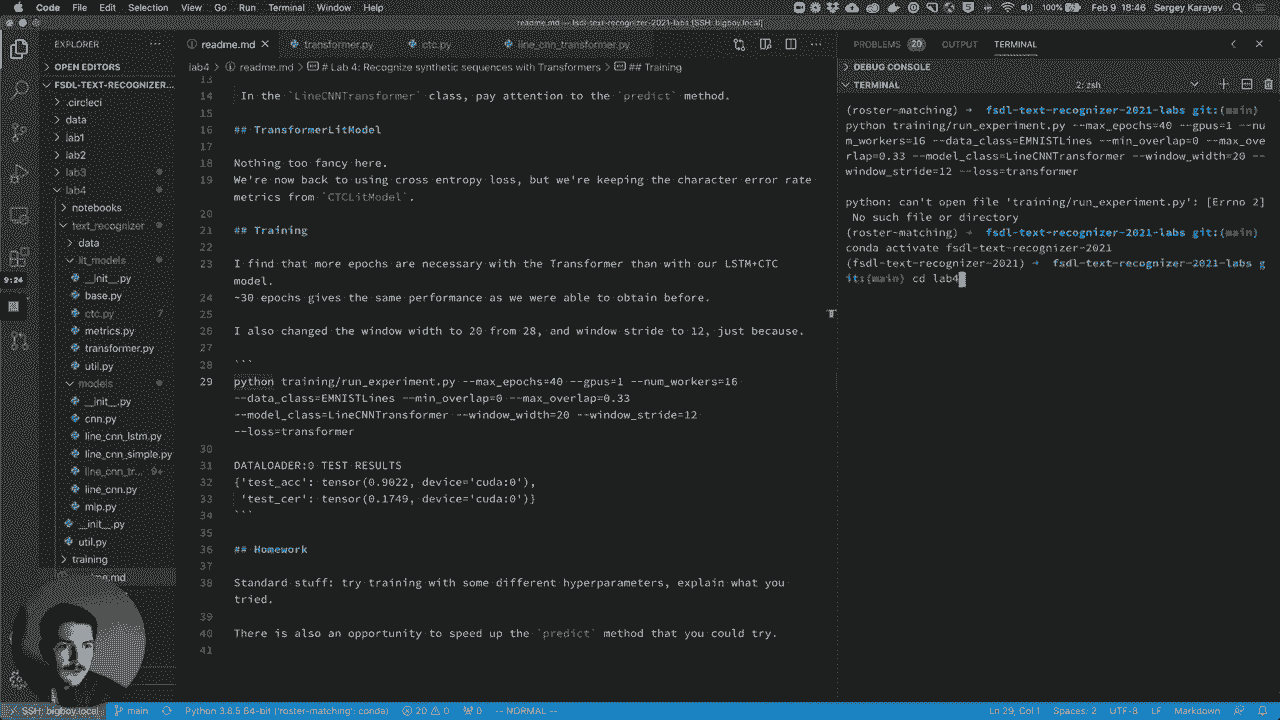 Code File Edit Selection View Go Run Terminal Window Help
100% Feb 9 18:46 Sergey Karayev
readme.md — fsdl-text-recognizer-2021-labs [SSH: bigboy.local]
EXPLORER
readme.md
transformer.py
ctc.py
line_cnn_transformer.py
PROBLEMS 20 OUTPUT TERMINAL
OPEN EDITORS
FSDL-TEXT-RECOGNIZER...
.circleci
data
lab1
lab2
lab3
lab4
notebooks
text_recognizer
data
lit_models
__init__.py
base.py
ctc.py 7
metrics.py
transformer.py
util.py
models
__init__.py
cnn.py
line_cnn_lstm.py
line_cnn_simple.py
line_cnn_tr... 9+
line_cnn.py
mlp.py
__init__.py
util.py
training
9:24
lab4 > readme.md > # Lab 4: Recognize synthetic sequences with Transformers > ## Training
13
14 In the `LineCNNTransformer` class, pay attention to the `predict` method.
15
16 ## TransformerLitModel
17
18 Nothing too fancy here.
19 We're now back to using cross entropy loss, but we're keeping the character error rate
metrics from `CTCLitModel`.
20
21 ## Training
22
23 I find that more epochs are necessary with the Transformer than with our LSTM+CTC
model.
24 ~30 epochs gives the same performance as we were able to obtain before.
25
26 I also changed the window width to 20 from 28, and window stride to 12, just because.
27
28 ```
29 python training/run_experiment.py --max_epochs=40 --gpus=1 --num_workers=16
--data_class=EMNISTLines --min_overlap=0 --max_overlap=0.33
--model_class=LineCNNTransformer --window_width=20 --window_stride=12
--loss=transformer
30
31 DATALOADER:0 TEST RESULTS
32 {'test_acc': tensor(0.9022, device='cuda:0'),
33 'test_cer': tensor(0.1749, device='cuda:0')}
34 ```
35
36 ## Homework
37
38 Standard stuff: try training with some different hyperparameters, explain what you
tried.
39
40 There is also an opportunity to speed up the `predict` method that you could try.
41
DEBUG CONSOLE
TERMINAL
2: zsh
(roster-matching) → fsdl-text-recognizer-2021-labs git:(main)
python training/run_experiment.py --max_epochs=40 --gpus=1 --nu
m_workers=16 --data_class=EMNISTLines --min_overlap=0 --max_ove
rlap=0.33 --model_class=LineCNNTransformer --window_width=20 --
window_stride=12 --loss=transformer
python: can't open file 'training/run_experiment.py': [Errno 2]
No such file or directory
(roster-matching) → fsdl-text-recognizer-2021-labs git:(main)
conda activate fsdl-text-recognizer-2021
(fsdl-text-recognizer-2021) → fsdl-text-recognizer-2021-labs g
it:(main) cd lab4
SSH: bigboy.local main Python 3.8.5 64-bit ('roster-matching': conda) 20 0 0 -- NORMAL -- Ln 29, Col 1 Spaces: 2 UTF-8 LF Markdown